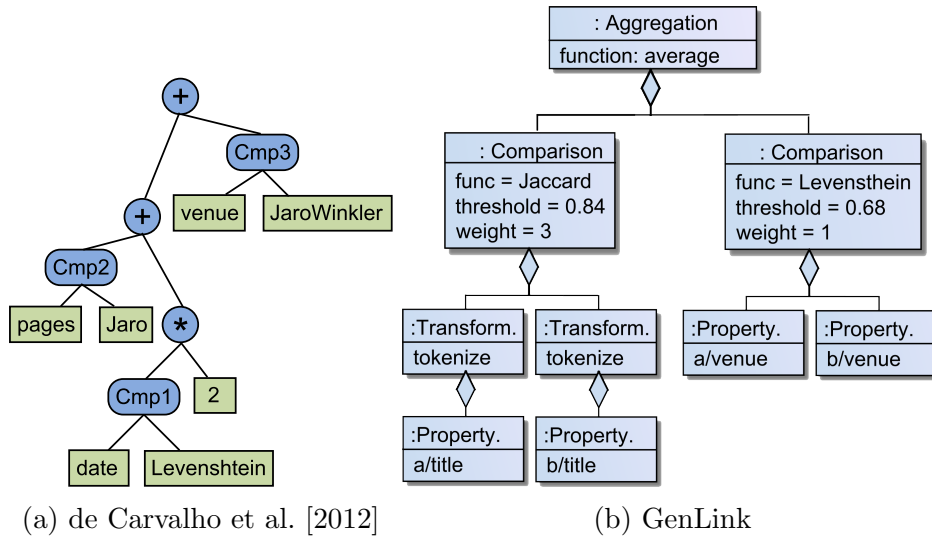 +
Cmp3
venue
JaroWinkler
+
Cmp2
pages
Jaro
*
Cmp1
2
date
Levenshtein
(a) de Carvalho et al. [2012]
: Aggregation
function: average
: Comparison
func = Jaccard
threshold = 0.84
weight = 3
: Comparison
func = Levensthein
threshold = 0.68
weight = 1
:Transform.
tokenize
:Transform.
tokenize
:Property.
a/venue
:Property.
b/venue
:Property.
a/title
:Property.
b/title
(b) GenLink